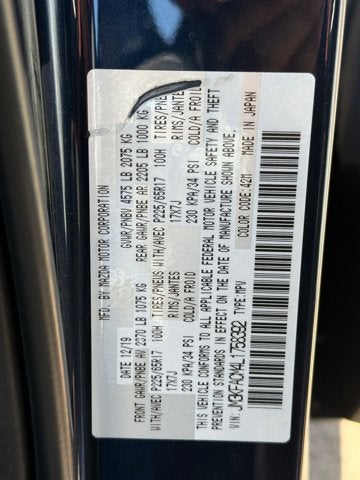 MFD. BY MAZDA MOTOR CORPORATION
12/19 GVWR/PNBV 4575 LB 2075 KG
FRONT GAWR/PNBE AV 2370 LB 1075 KG REAR GAWR/PNBE AR 2205 LB 1000 KG
WITH/AVEC P225/65R17 100H TIRES/PNEUS WITH/AVEC P225/65R17 100H TIRES/PNE
17X7J RIMS/JANTES 17X7J RIMS/JANTES
230 KPA/34 PSI COLD/A FROID 230 KPA/34 PSI COLD/A FROID
THIS VEHICLE CONFORMS TO ALL APPLICABLE FEDERAL MOTOR VEHICLE SAFETY AND THEFT
PREVENTION STANDARDS IN EFFECT ON THE DATE OF MANUFACTURE SHOWN ABOVE.
VIN: TYPE:MPV COLOR: 42M MADE IN JAPAN